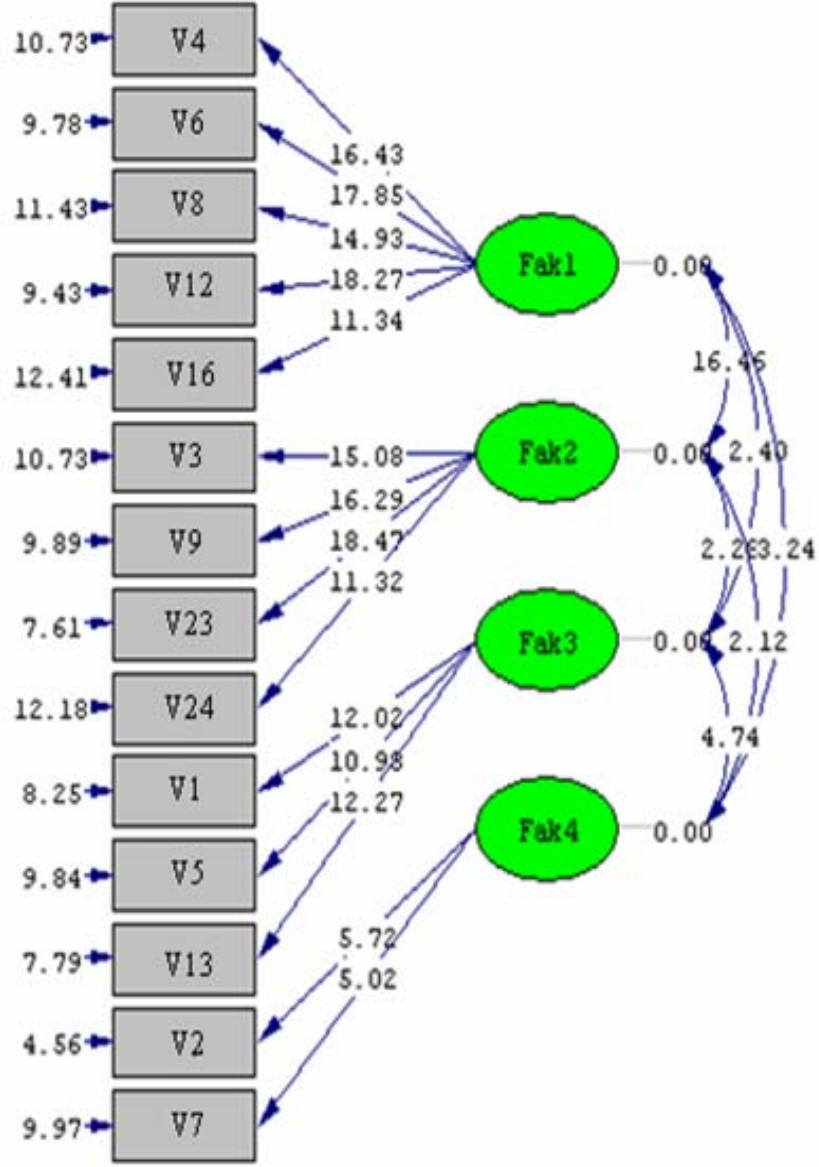 10.73 V4
9.78 V6
16.43
17.85
11.43 V8
14.93
Fak1 0.00
9.43 V12
18.27
11.34
12.41 V16
16.46
10.73 V3
15.08
Fak2 0.00
2.40
16.29
9.89 V9
18.47
3.24
11.32
7.61 V23
Fak3 0.00
2.12
12.18 V24
12.02
4.74
10.98
8.25 V1
12.27
Fak4 0.00
9.84 V5
5.72
7.79 V13
5.02
4.56 V2
9.97 V7